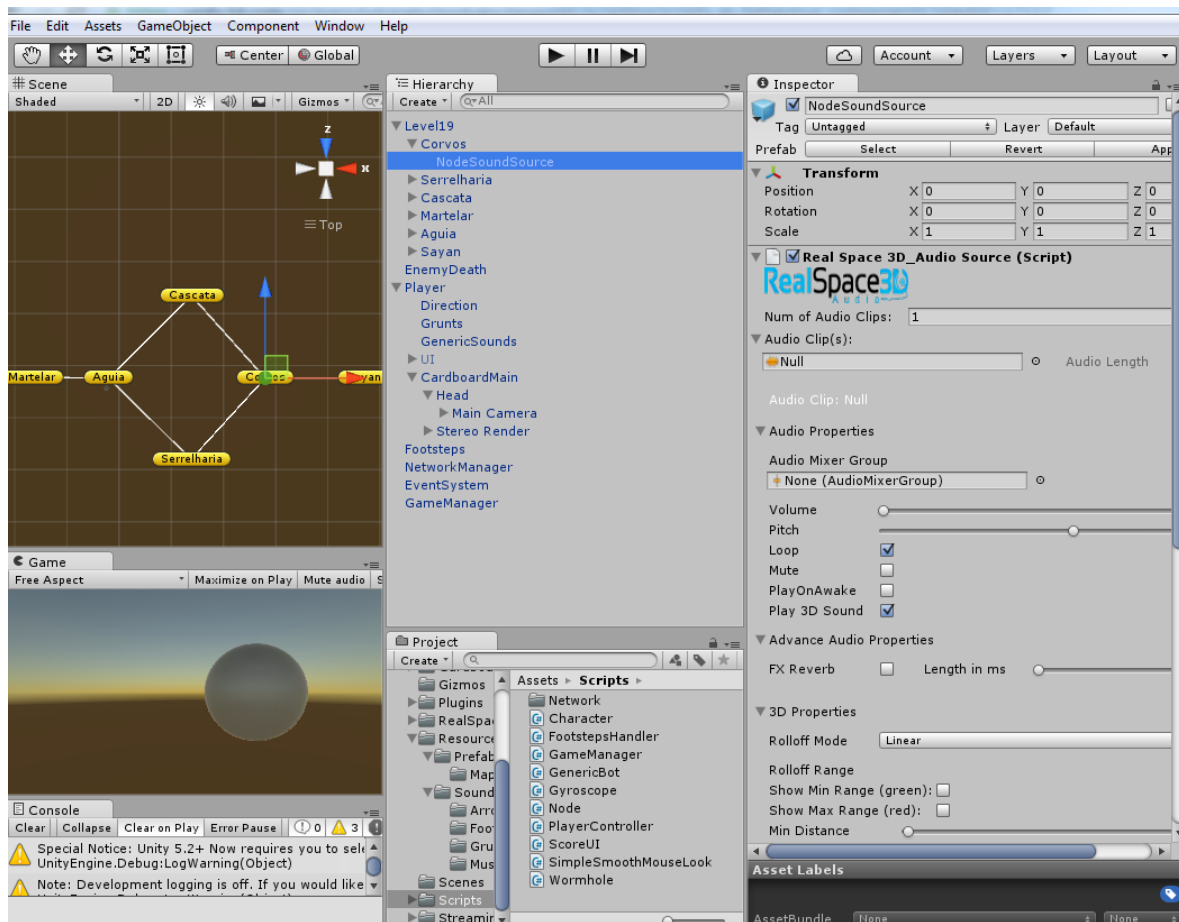 File Edit Assets GameObject Component Window Help
Center Global Account Layers Layout
Scene
Shaded 2D Gizmos
z
x
Top
Cascata
Martelar Aguia Corvos
Serrelharia
Game
Free Aspect Maximize on Play Mute audio S
Console
Clear Collapse Clear on Play Error Pause 0 3
Special Notice: Unity 5.2+ Now requires you to sele
UnityEngine.Debug:LogWarning(Object)
Note: Development logging is off. If you would like
Hierarchy
Create All
Level19
Corvos
NodeSoundSource
Serrelharia
Cascata
Martelar
Aguia
Sayan
EnemyDeath
Player
Direction
Grunts
GenericSounds
UI
CardboardMain
Head
Main Camera
Stereo Render
Footsteps
NetworkManager
EventSystem
GameManager
Project
Create
Gizmos
Plugins
RealSpa
Resource
Prefab
Map
Sound
Arro
Foo
Gru
Mus
Scenes
Scripts
Streamin
Assets Scripts
Network
Character
FootstepsHandler
GameManager
GenericBot
Gyroscope
Node
PlayerController
ScoreUI
SimpleSmoothMouseLook
Wormhole
Inspector
NodeSoundSource
Tag Untagged Layer Default
Prefab Select Revert App
Transform
Position X 0 Y 0 Z 0
Rotation X 0 Y 0 Z 0
Scale X 1 Y 1 Z 1
Real Space 3D_Audio Source (Script)
RealSpace3D
Audio
Num of Audio Clips: 1
Audio Clip(s):
Null Audio Length
Audio Clip: Null
Audio Properties
Audio Mixer Group
None (AudioMixerGroup)
Volume
Pitch
Loop
Mute
PlayOnAwake
Play 3D Sound
Advance Audio Properties
FX Reverb Length in ms
3D Properties
Rolloff Mode Linear
Rolloff Range
Show Min Range (green):
Show Max Range (red):
Min Distance
Asset Labels
AssetBundle None None